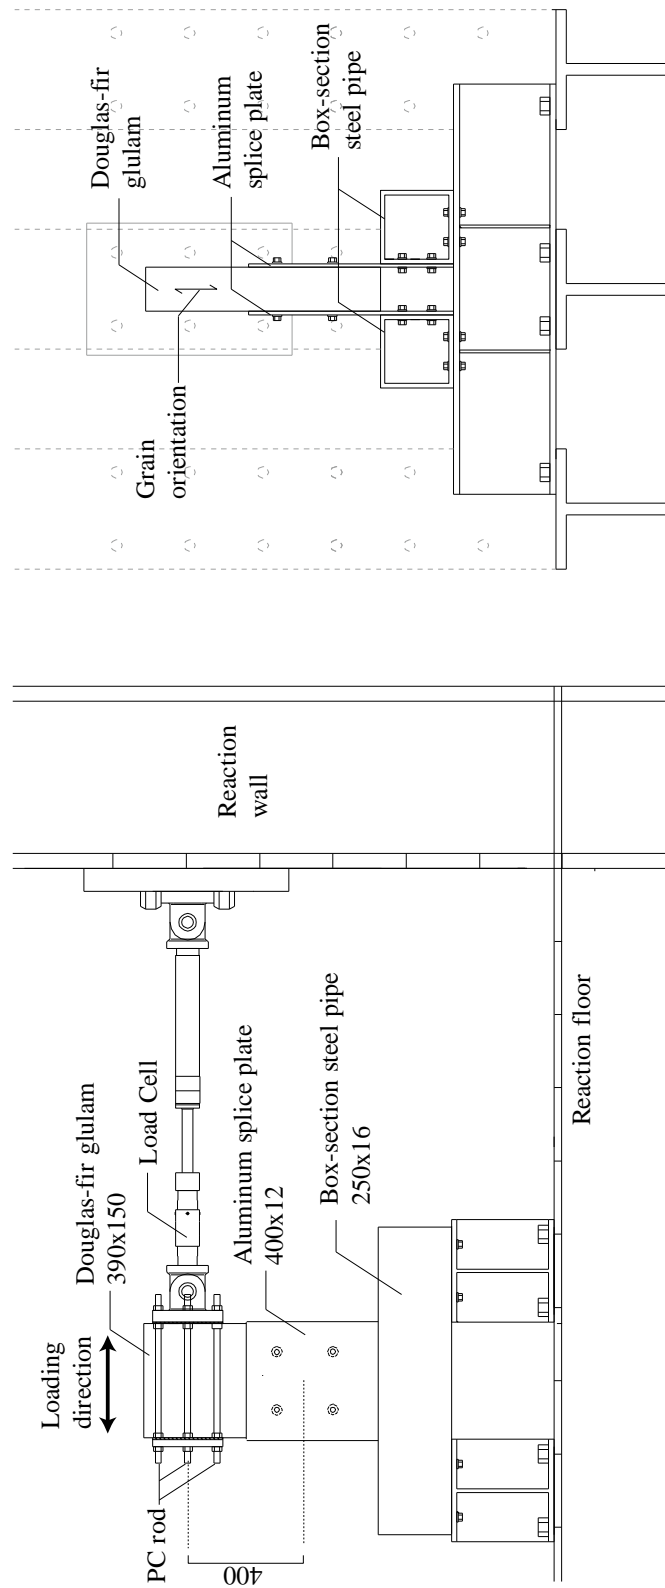 Loading
direction
Douglas-fir glulam
390x150
Load Cell
PC rod
400
Aluminum splice plate
400x12
Box-section steel pipe
250x16
Reaction
wall
Reaction floor
Douglas-fir
glulam
Aluminum
splice plate
Box-section
steel pipe
Grain
orientation